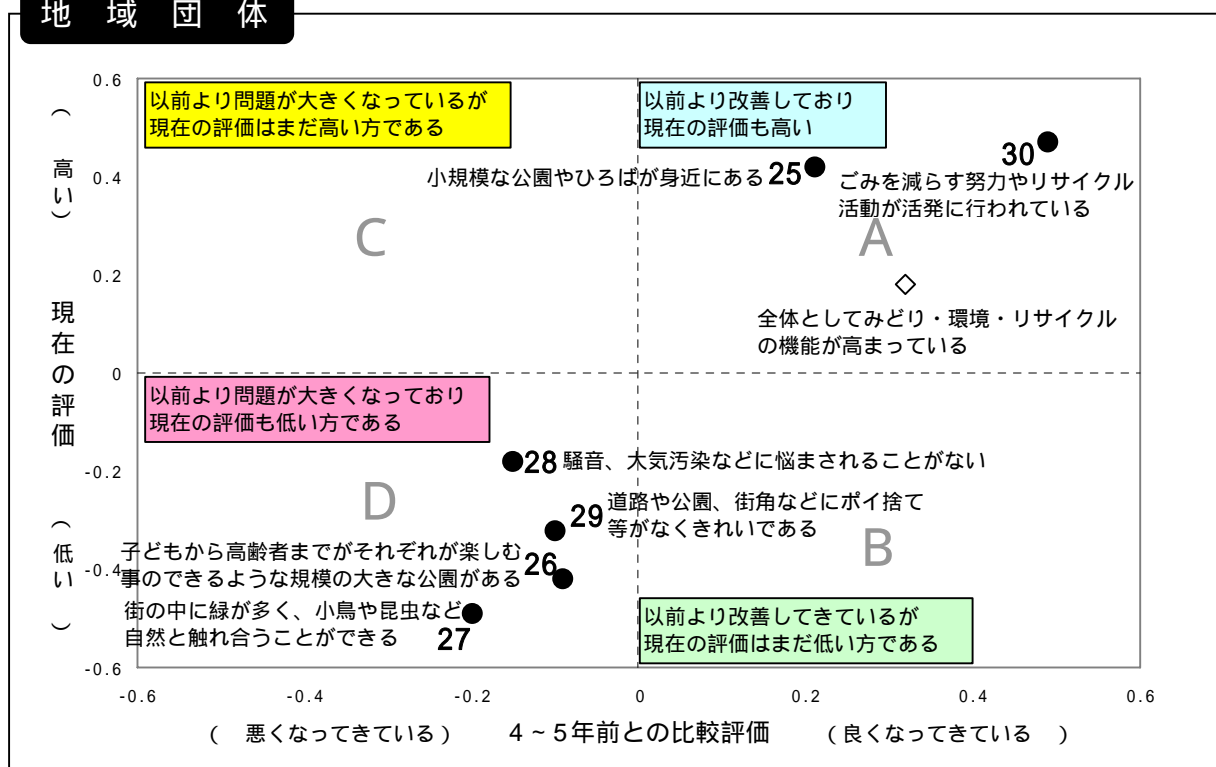 地域団体
0.6
以前より問題が大きくなっているが
現在の評価はまだ高い方である
以前より改善しており
現在の評価も高い
(高い)
0.4
小規模な公園やひろばが身近にある 25
30
ごみを減らす努力やリサイクル
活動が活発に行われている
C
A
0.2
全体としてみどり・環境・リサイクル
の機能が高まっている
現在の評価
0
以前より問題が大きくなっており
現在の評価も低い方である
-0.2
28 騒音、大気汚染などに悩まされることがない
D
29 道路や公園、街角などにポイ捨て
等がなくきれいである
B
(低い)
子どもから高齢者までがそれぞれが楽しむ
26
-0.4
事のできるような規模の大きな公園がある
街の中に緑が多く、小鳥や昆虫など
自然と触れ合うことができる
27
以前より改善してきているが
現在の評価はまだ低い方である
-0.6
-0.6 -0.4 -0.2 0 0.2 0.4 0.6
( 悪くなってきている) 4~5年前との比較評価 (良くなってきている )